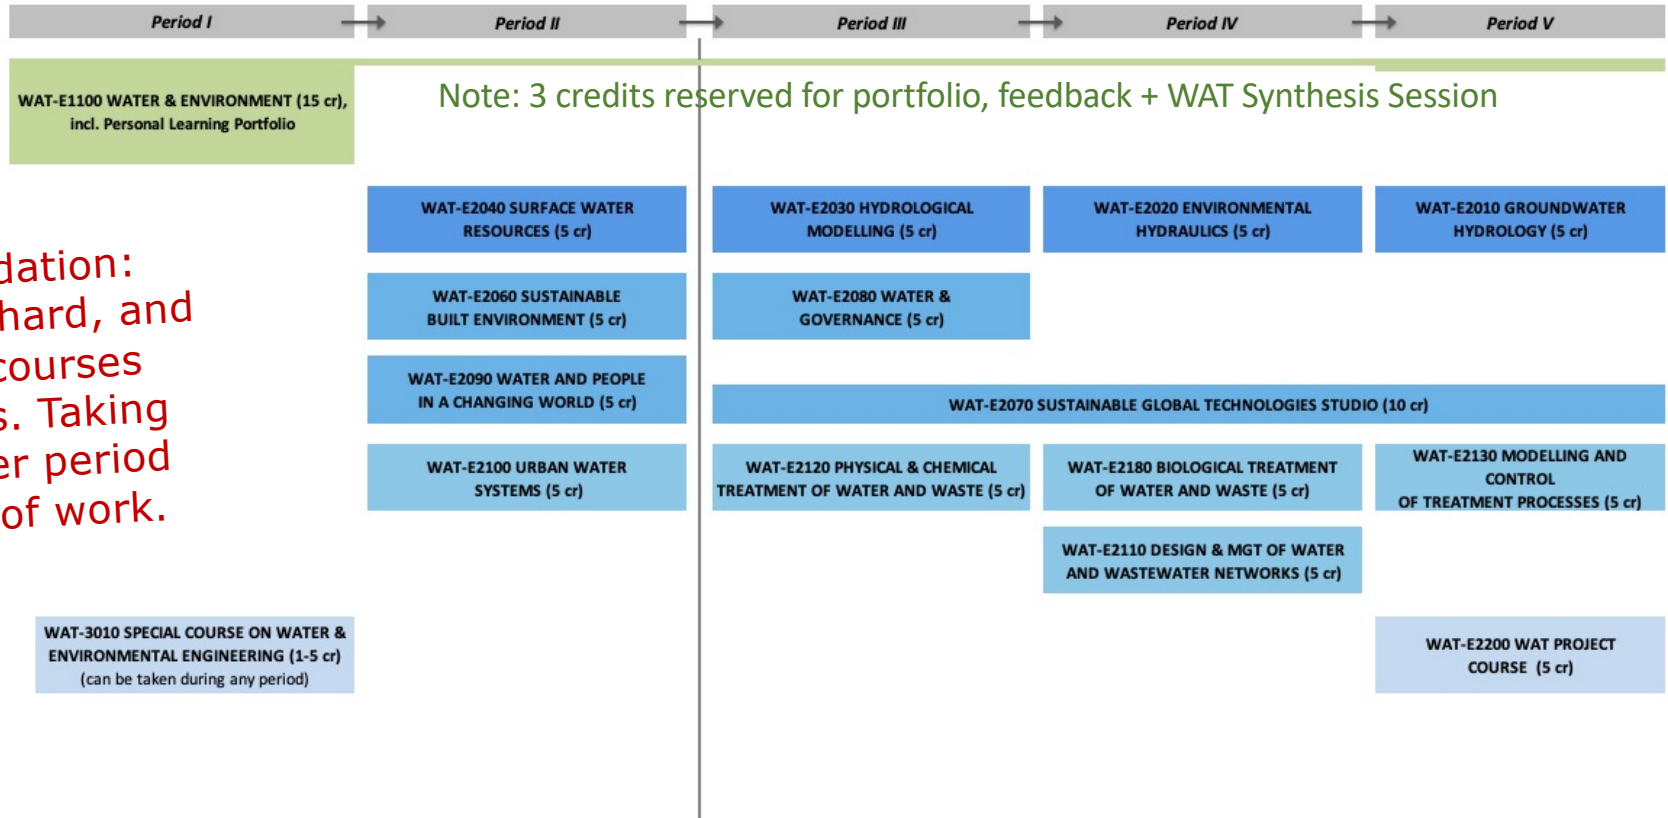 Period I
Period II
Period III
Period IV
Period V
WAT-E1100 WATER & ENVIRONMENT (15 cr),
incl. Personal Learning Portfolio
Note: 3 credits reserved for portfolio, feedback + WAT Synthesis Session
WAT-E2040 SURFACE WATER
RESOURCES (5 cr)
WAT-E2030 HYDROLOGICAL
MODELLING (5 cr)
WAT-E2020 ENVIRONMENTAL
HYDRAULICS (5 cr)
WAT-E2010 GROUNDWATER
HYDROLOGY (5 cr)
dation:
hard, and
courses
s. Taking
er period
of work.
WAT-E2060 SUSTAINABLE
BUILT ENVIRONMENT (5 cr)
WAT-E2080 WATER &
GOVERNANCE (5 cr)
WAT-E2090 WATER AND PEOPLE
IN A CHANGING WORLD (5 cr)
WAT-E2070 SUSTAINABLE GLOBAL TECHNOLOGIES STUDIO (10 cr)
WAT-E2100 URBAN WATER
SYSTEMS (5 cr)
WAT-E2120 PHYSICAL & CHEMICAL
TREATMENT OF WATER AND WASTE (5 cr)
WAT-E2180 BIOLOGICAL TREATMENT
OF WATER AND WASTE (5 cr)
WAT-E2130 MODELLING AND
CONTROL
OF TREATMENT PROCESSES (5 cr)
WAT-E2110 DESIGN & MGT OF WATER
AND WASTEWATER NETWORKS (5 cr)
WAT-3010 SPECIAL COURSE ON WATER &
ENVIRONMENTAL ENGINEERING (1-5 cr)
(can be taken during any period)
WAT-E2200 WAT PROJECT
COURSE (5 cr)